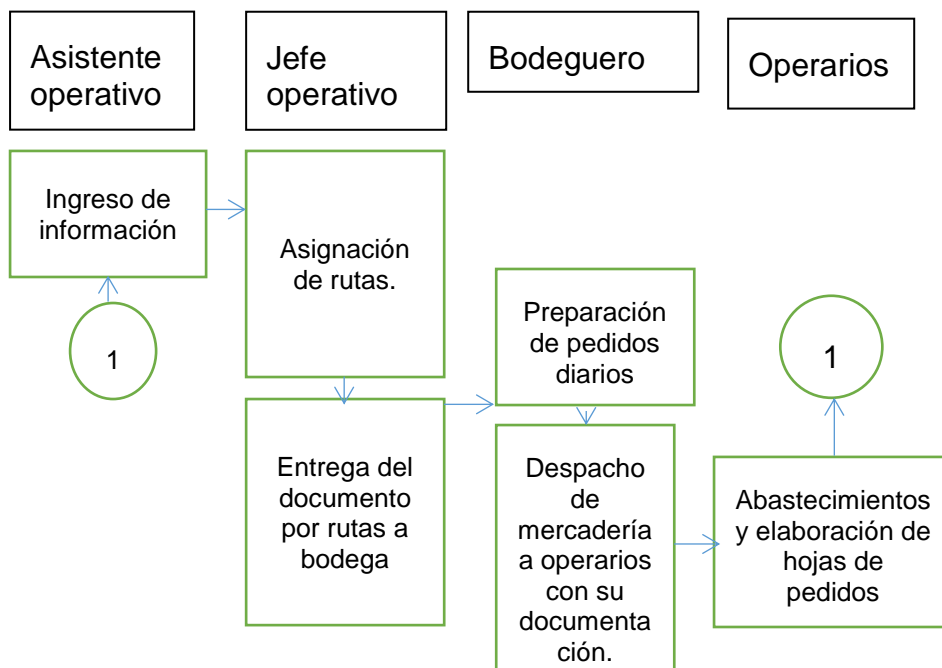 Asistente
operativo
Jefe
operativo
Bodeguero
Operarios
Ingreso de
información
Asignación
de rutas.
1
Preparación
de pedidos
diarios
1
Entrega del
documento
por rutas a
bodega
Despacho
de
mercadería
a operarios
con su
documenta
ción.
Abastecimientos
y elaboración de
hojas de
pedidos